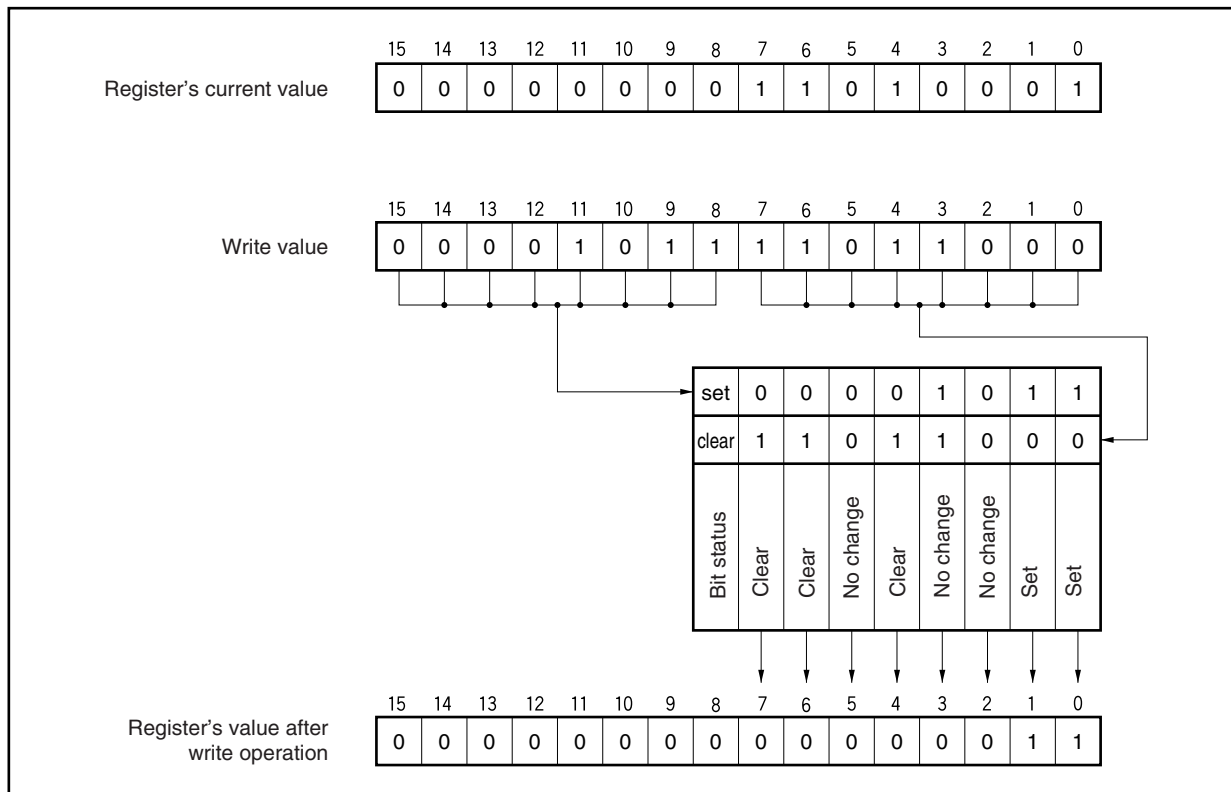 15 14 13 12 11 10 9 8 7 6 5 4 3 2 1 0
Register’s current value 0 0 0 0 0 0 0 0 1 1 0 1 0 0 0 1
15 14 13 12 11 10 9 8 7 6 5 4 3 2 1 0
Write value 0 0 0 0 1 0 1 1 1 1 0 1 1 0 0 0
set 0 0 0 0 1 0 1 1
clear 1 1 0 1 1 0 0 0
Bit status Clear Clear No change Clear No change No change Set Set
15 14 13 12 11 10 9 8 7 6 5 4 3 2 1 0
Register’s value after
write operation 0 0 0 0 0 0 0 0 0 0 0 0 0 0 1 1